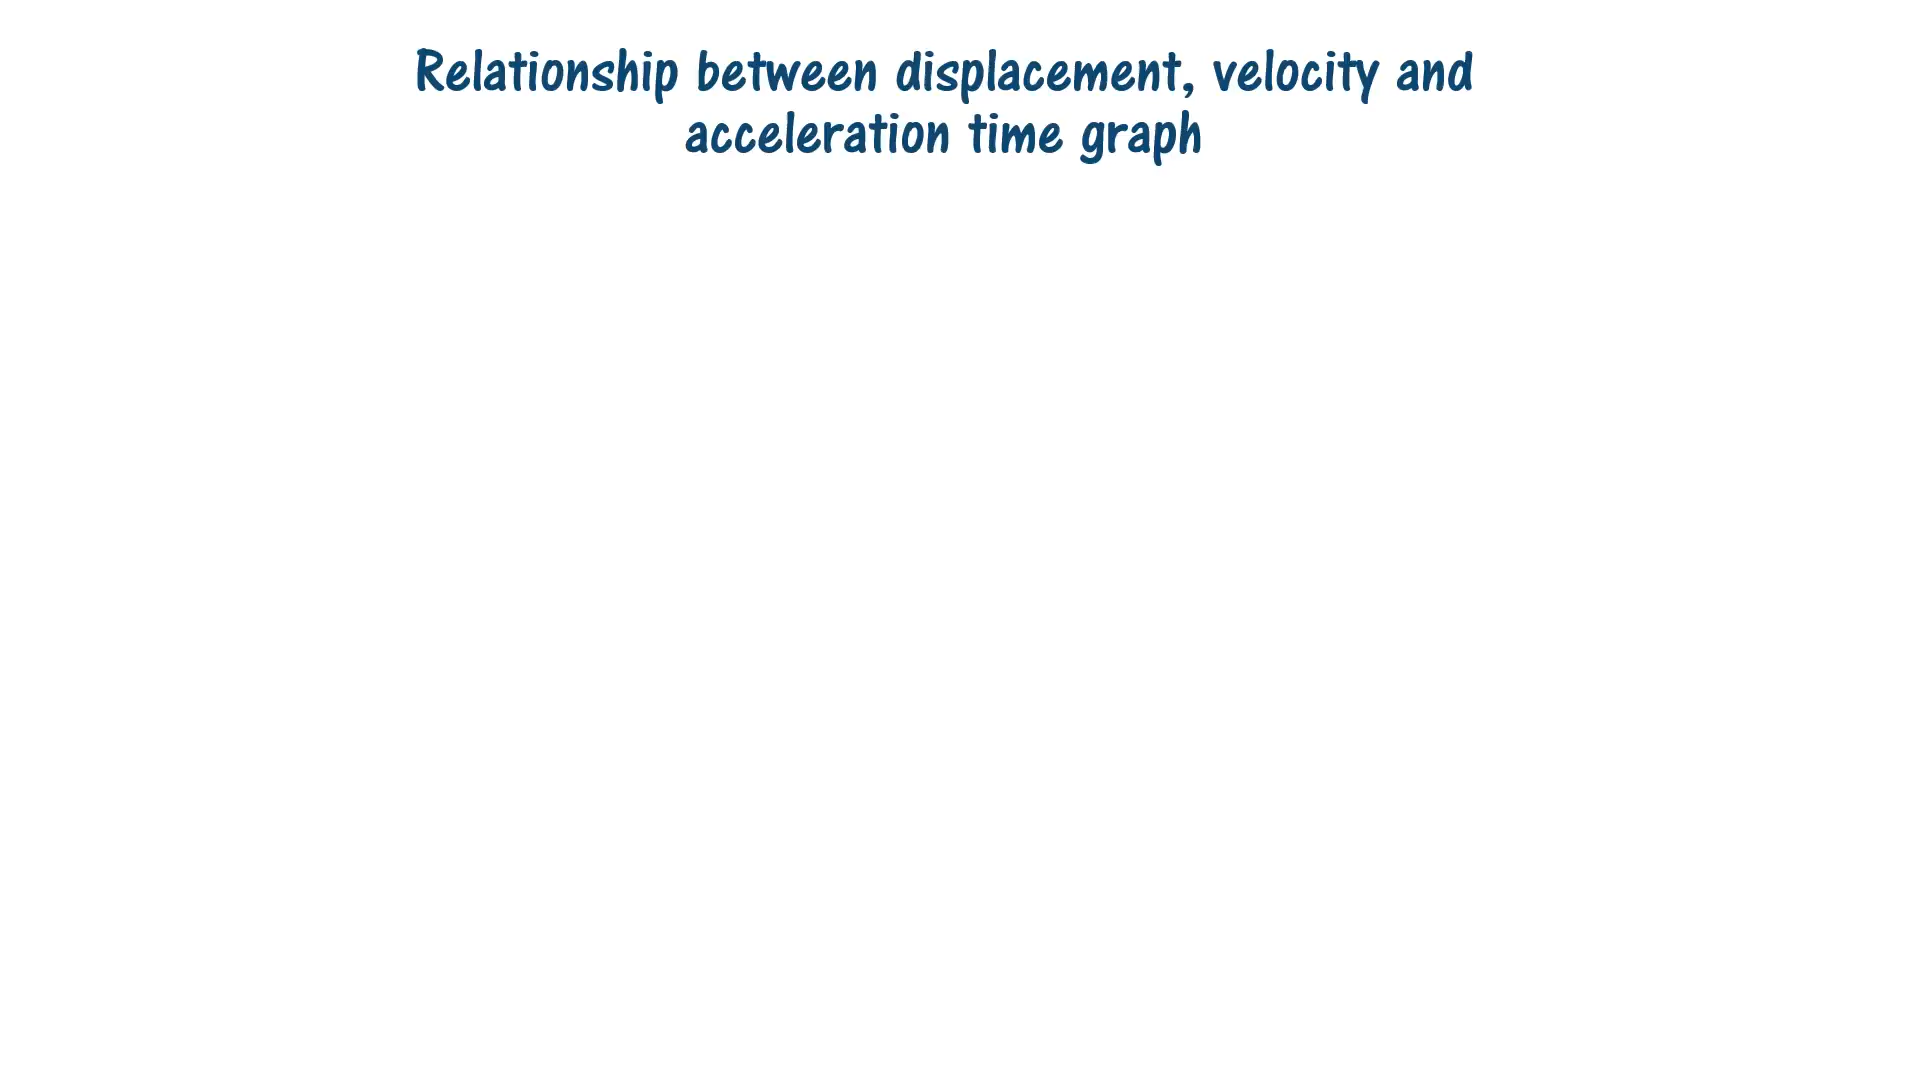 Relationship between displacement, velocity and
acceleration time graph